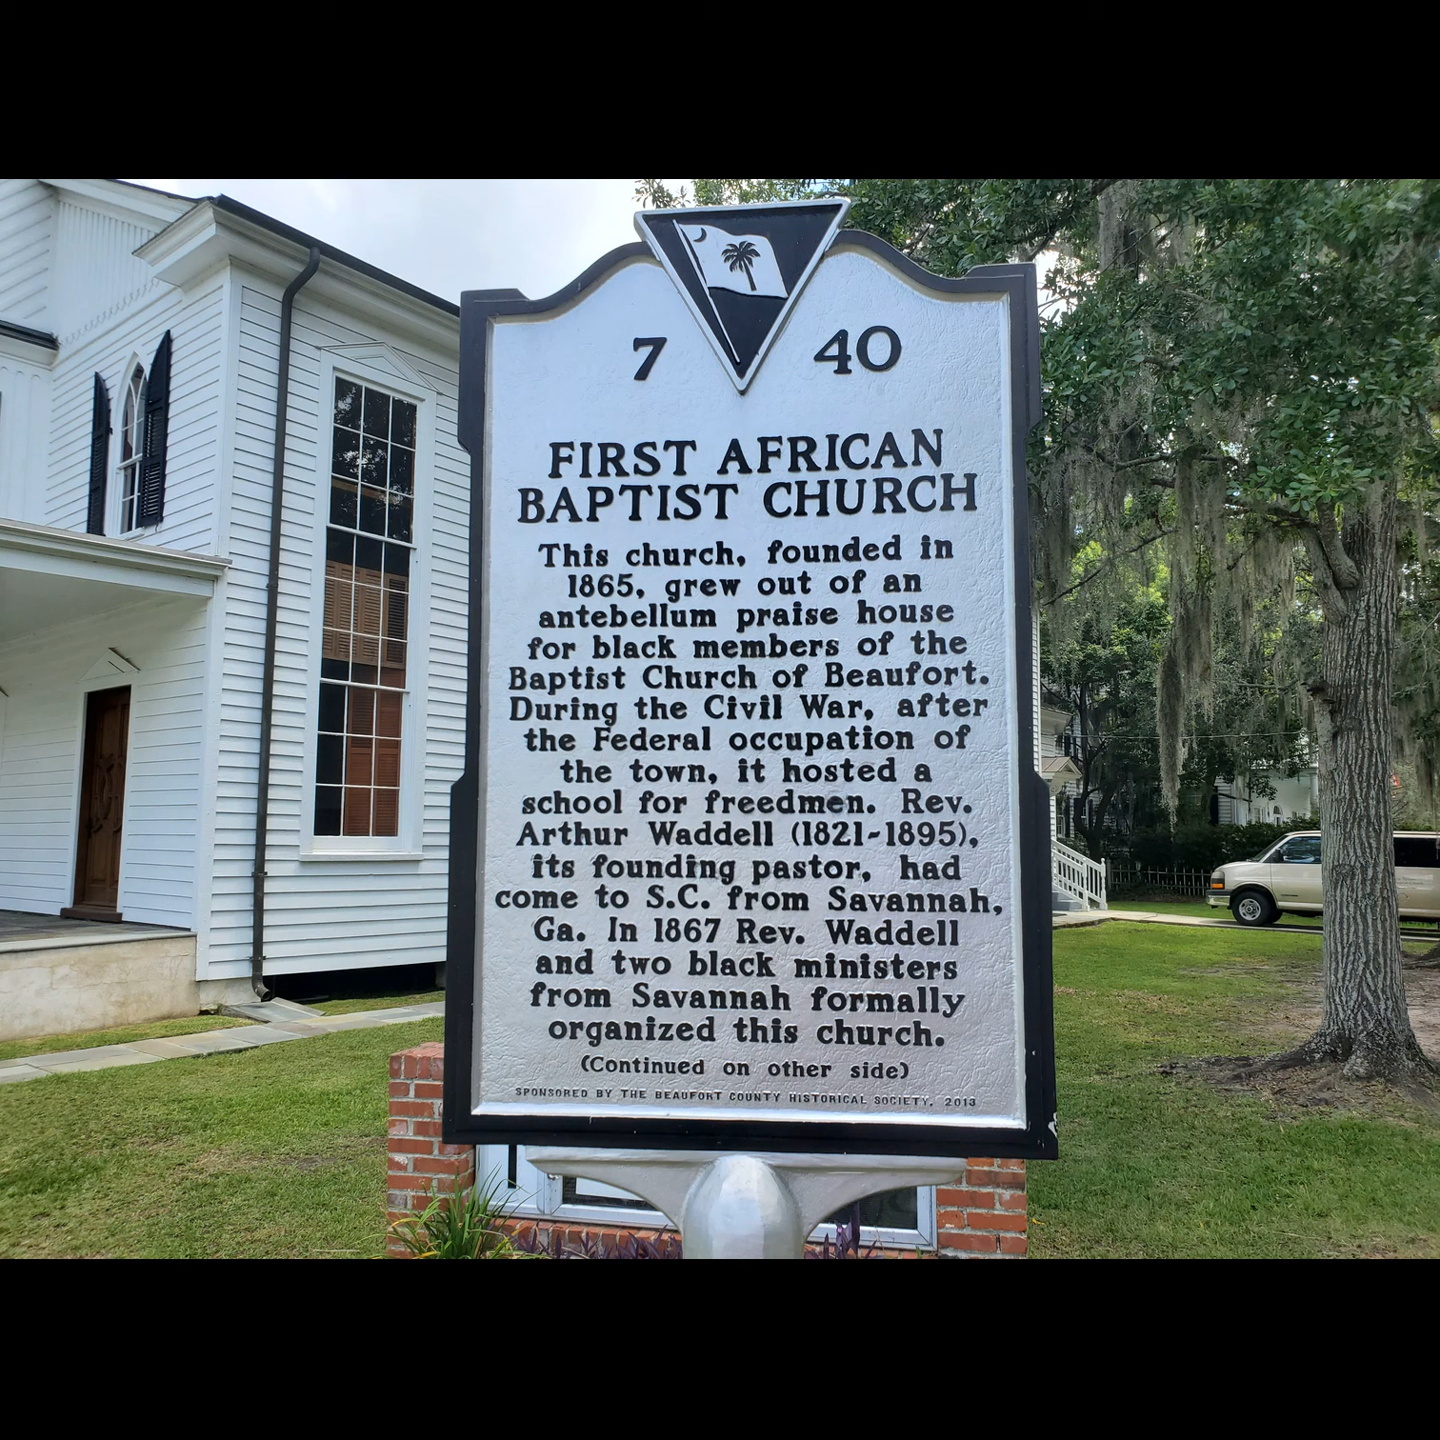 7 40
FIRST AFRICAN
BAPTIST CHURCH
This church, founded in
1865, grew out of an
antebellum praise house
for black members of the
Baptist Church of Beaufort.
During the Civil War, after
the Federal occupation of
the town, it hosted a
school for freedmen. Rev.
Arthur Waddell (1821-1895),
its founding pastor, had
come to S.C. from Savannah,
Ga. In 1867 Rev. Waddell
and two black ministers
from Savannah formally
organized this church.
(Continued on other side)
SPONSORED BY THE BEAUFORT COUNTY HISTORICAL SOCIETY, 2013